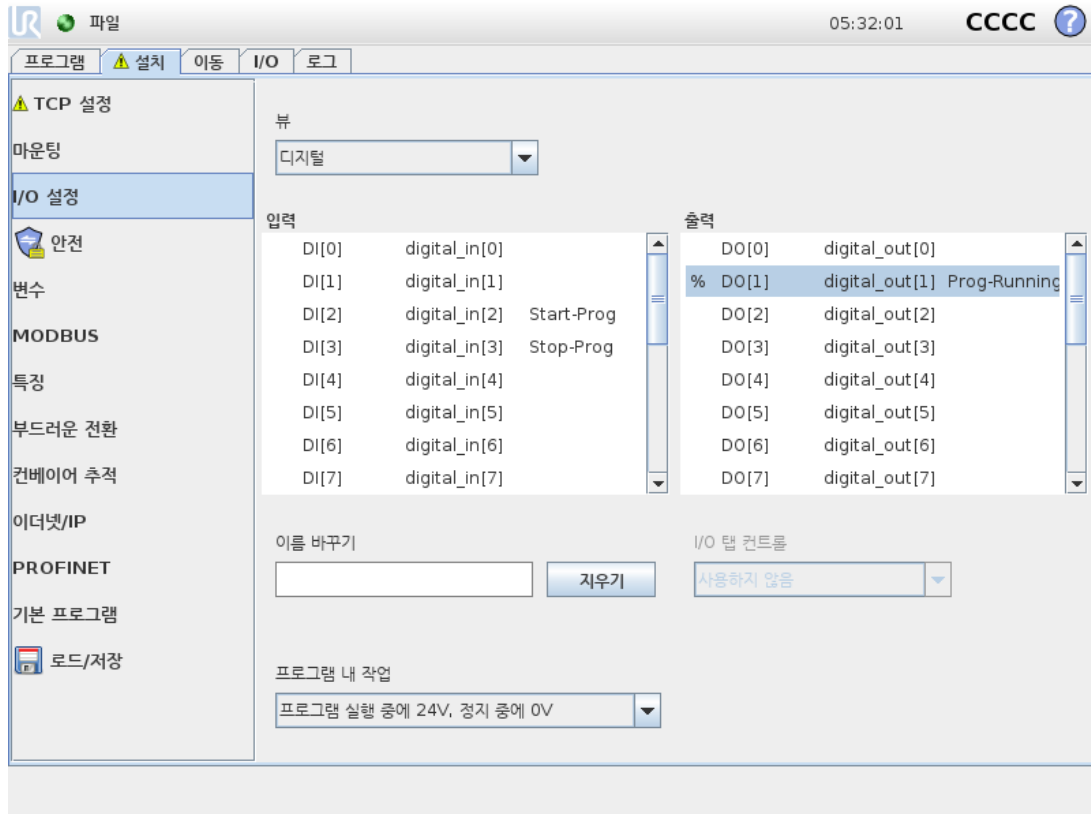 UR 파일 05:32:01 CCCC ?
프로그램 설치 이동 I/O 로그
TCP 설정
마운팅
I/O 설정
안전
변수
MODBUS
특징
부드러운 전환
컨베이어 추적
이더넷/IP
PROFINET
기본 프로그램
로드/저장
뷰
디지털
입력
DI[0] digital_in[0]
DI[1] digital_in[1]
DI[2] digital_in[2] Start-Prog
DI[3] digital_in[3] Stop-Prog
DI[4] digital_in[4]
DI[5] digital_in[5]
DI[6] digital_in[6]
DI[7] digital_in[7]
출력
DO[0] digital_out[0]
% DO[1] digital_out[1] Prog-Running
DO[2] digital_out[2]
DO[3] digital_out[3]
DO[4] digital_out[4]
DO[5] digital_out[5]
DO[6] digital_out[6]
DO[7] digital_out[7]
이름 바꾸기
지우기
I/O 탭 컨트롤
사용하지 않음
프로그램 내 작업
프로그램 실행 중에 24V, 정지 중에 0V